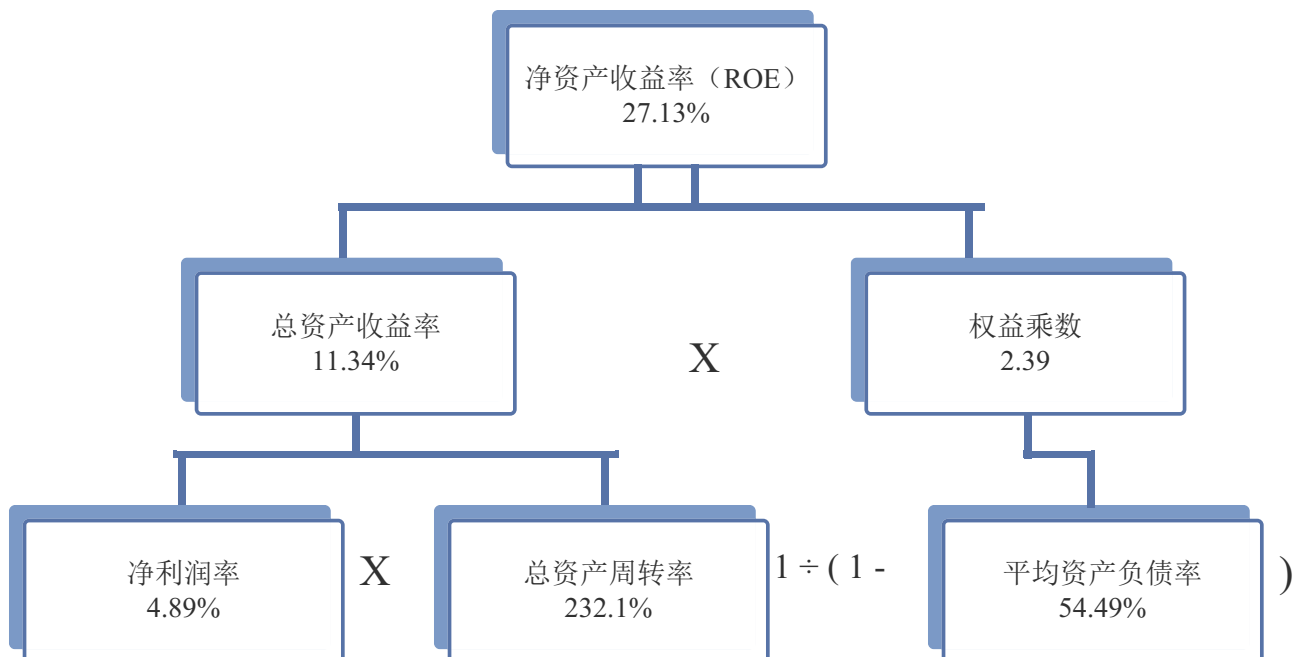 净资产收益率（ROE）
27.13%
总资产收益率
11.34%
X
权益乘数
2.39
净利润率
4.89%
X
总资产周转率
232.1%
1 ÷ ( 1 -
平均资产负债率
54.49%
)